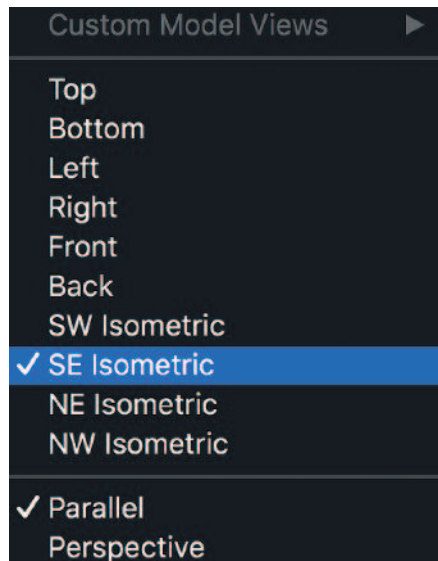 Custom Model Views
Top
Bottom
Left
Right
Front
Back
SW Isometric
SE Isometric
NE Isometric
NW Isometric
Parallel
Perspective